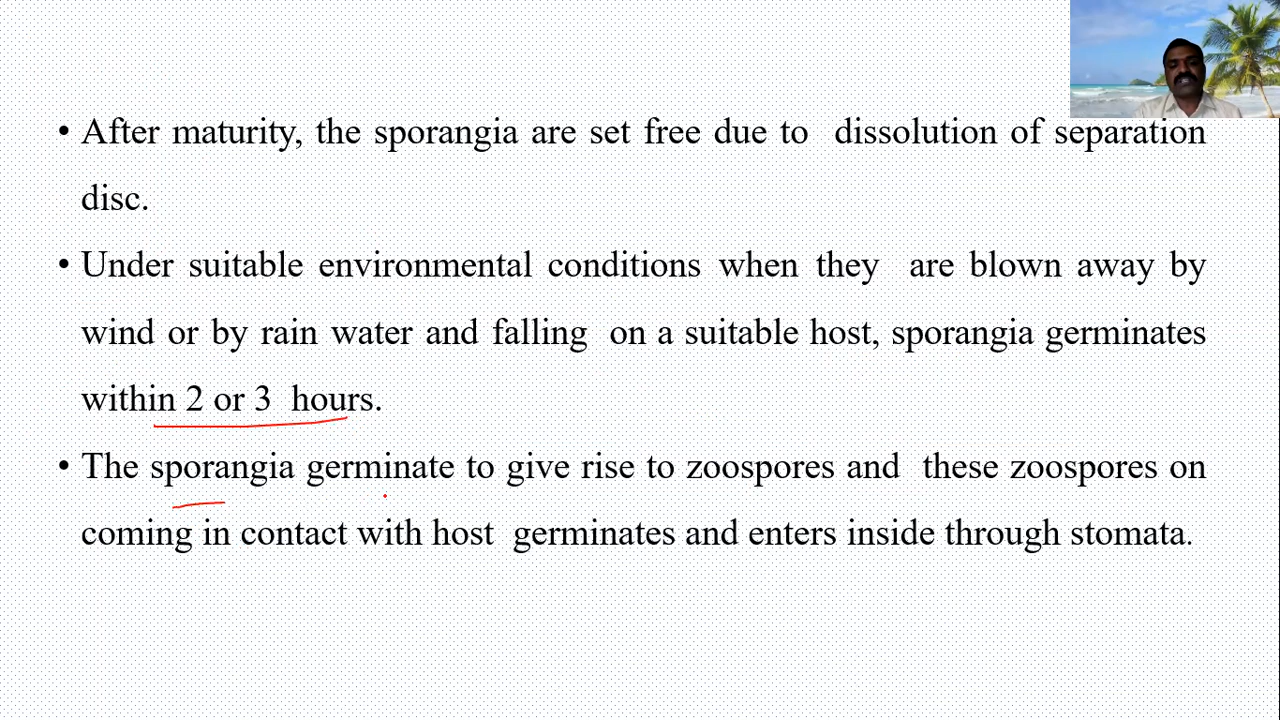 • After maturity, the sporangia are set free due to dissolution of separation
disc.
• Under suitable environmental conditions when they are blown away by
wind or by rain water and falling on a suitable host, sporangia germinates
within 2 or 3 hours.
• The sporangia germinate to give rise to zoospores and these zoospores on
coming in contact with host germinates and enters inside through stomata.